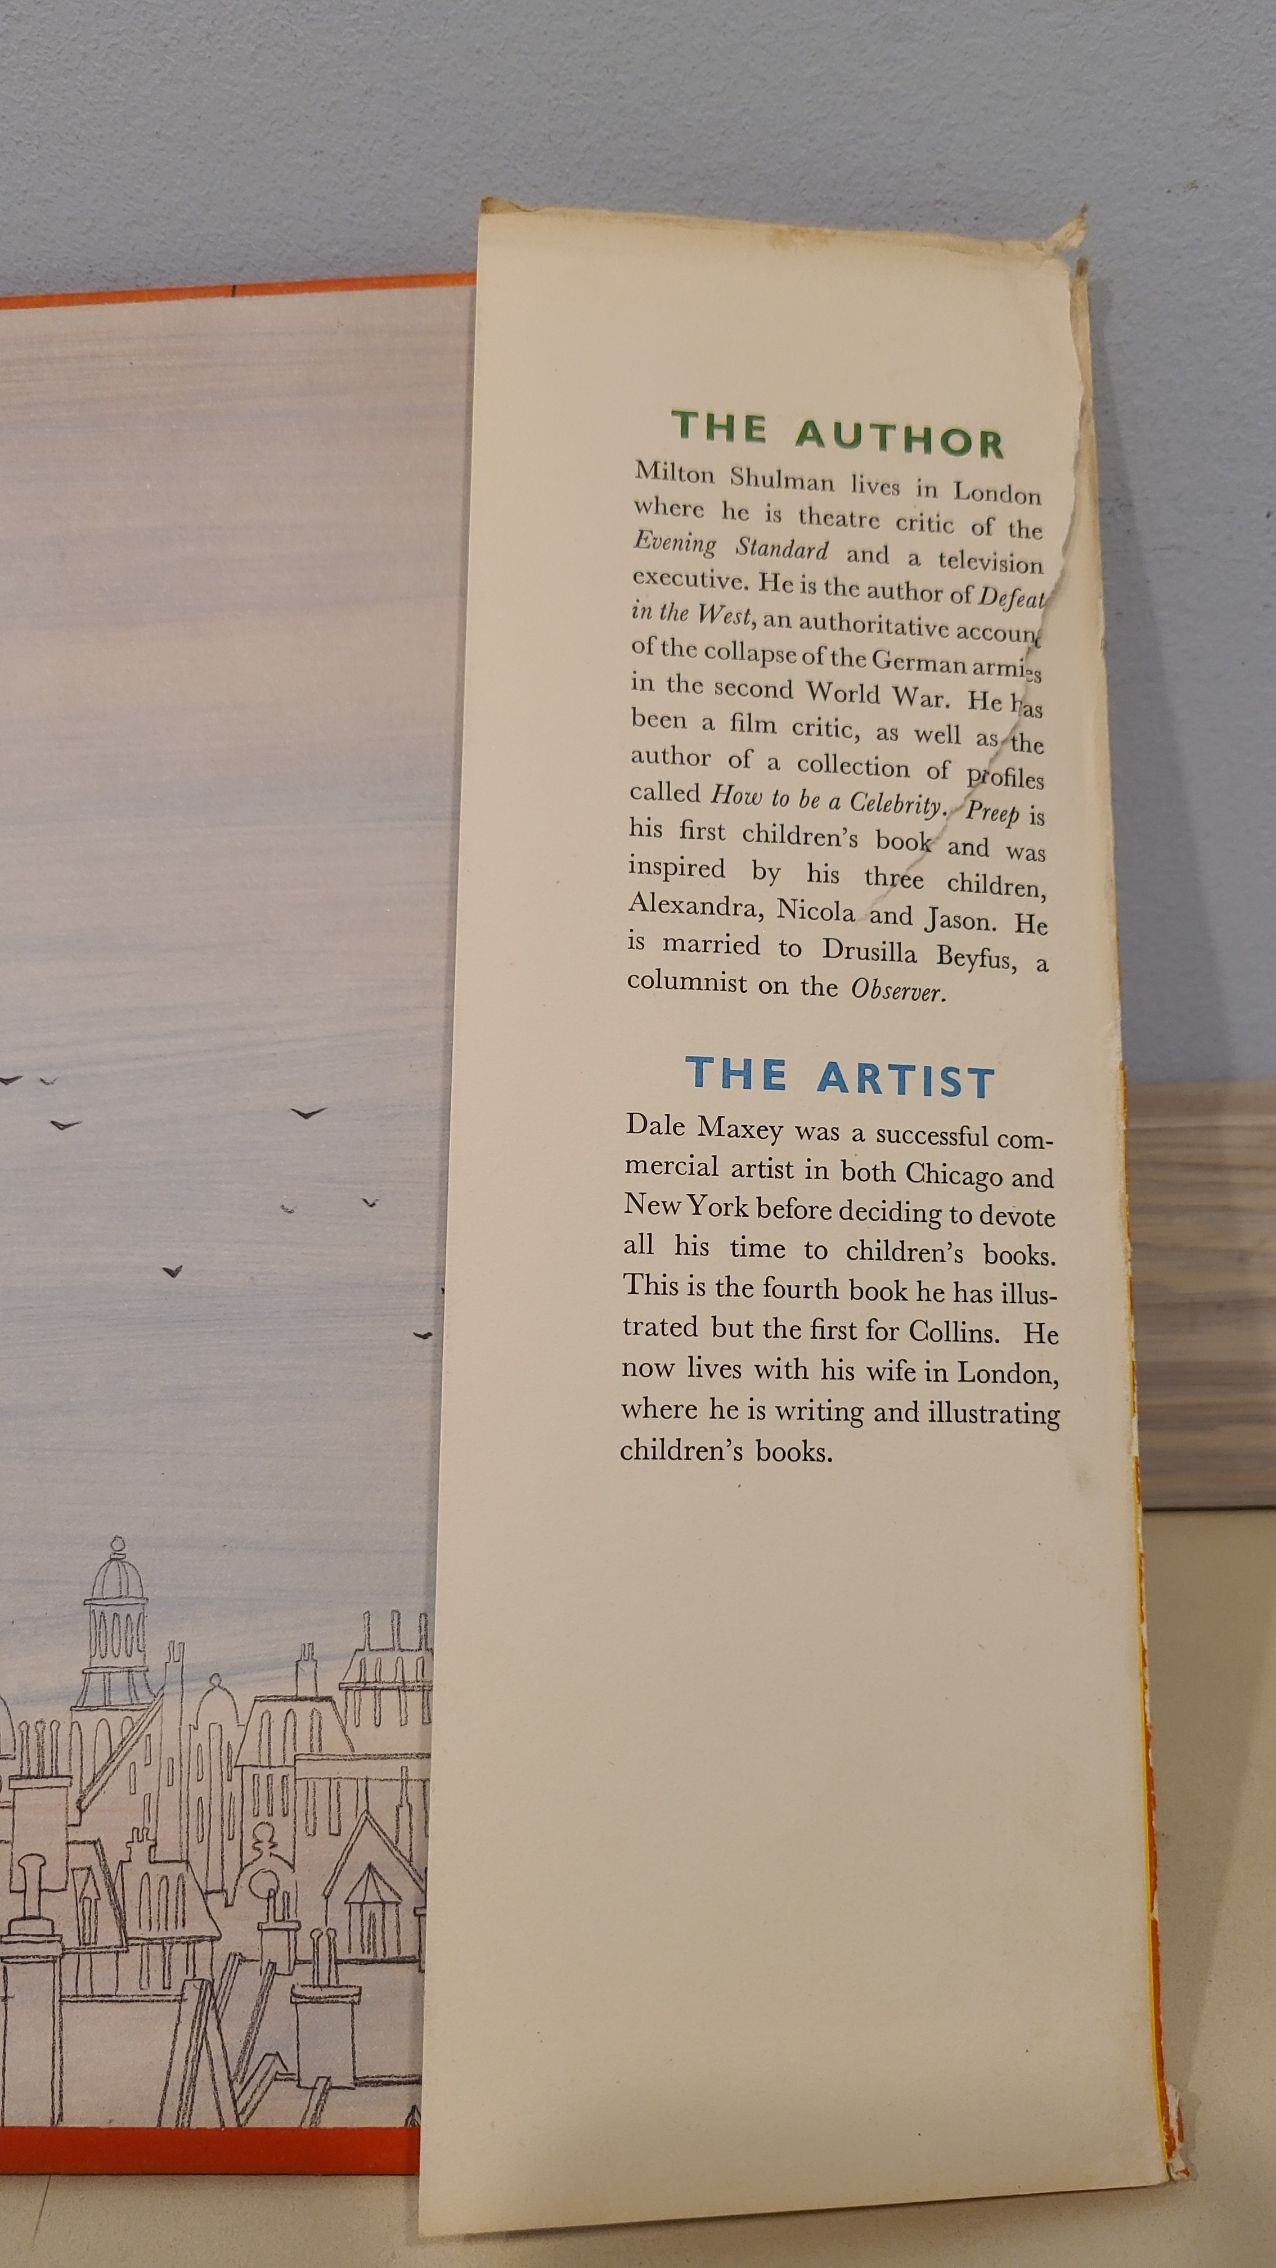 THE AUTHOR
Milton Shulman lives in London
where he is theatre critic of the
Evening Standard and a television
executive. He is the author of Defeat
in the West, an authoritative account
of the collapse of the German armies
in the second World War. He has
been a film critic, as well as the
author of a collection of profiles
called How to be a Celebrity. Preep is
his first children's book and was
inspired by his three children,
Alexandra, Nicola and Jason. He
is married to Drusilla Beyfus, a
columnist on the Observer.
THE ARTIST
Dale Maxey was a successful com-
mercial artist in both Chicago and
New York before deciding to devote
all his time to children's books.
This is the fourth book he has illus-
trated but the first for Collins. He
now lives with his wife in London,
where he is writing and illustrating
children's books.